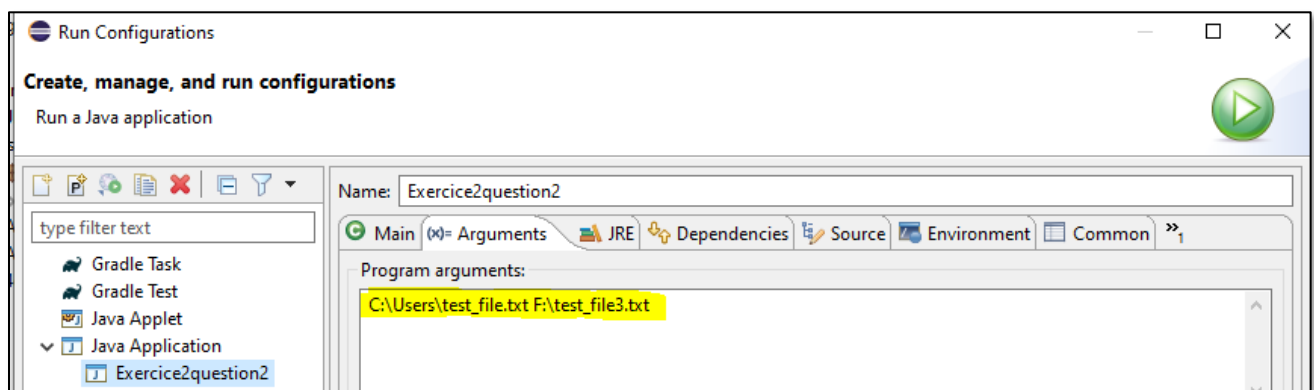 Run Configurations
Create, manage, and run configurations
Run a Java application
type filter text
Gradle Task
Gradle Test
Java Applet
Java Application
Exercice2question2
Name: Exercice2question2
Main (x)= Arguments JRE Dependencies Source Environment Common »1
Program arguments:
C:\Users\test_file.txt F:\test_file3.txt